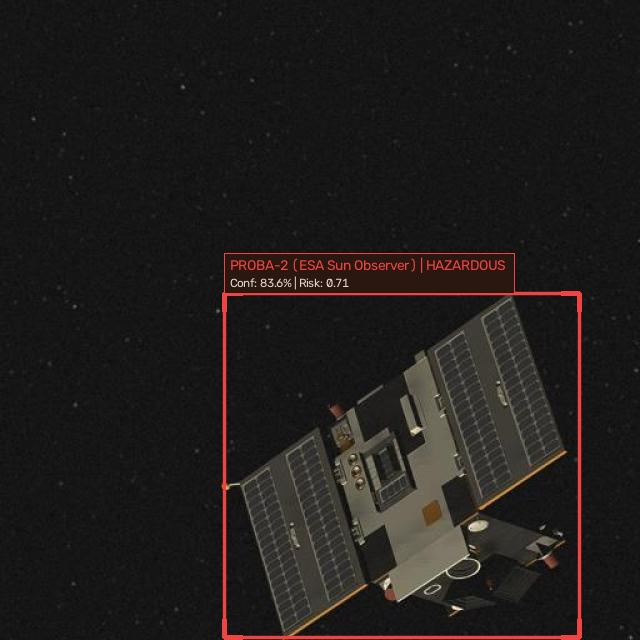 PROBA-2 (ESA Sun Observer) | HAZARDOUS
Conf: 83.6% | Risk: 0.71